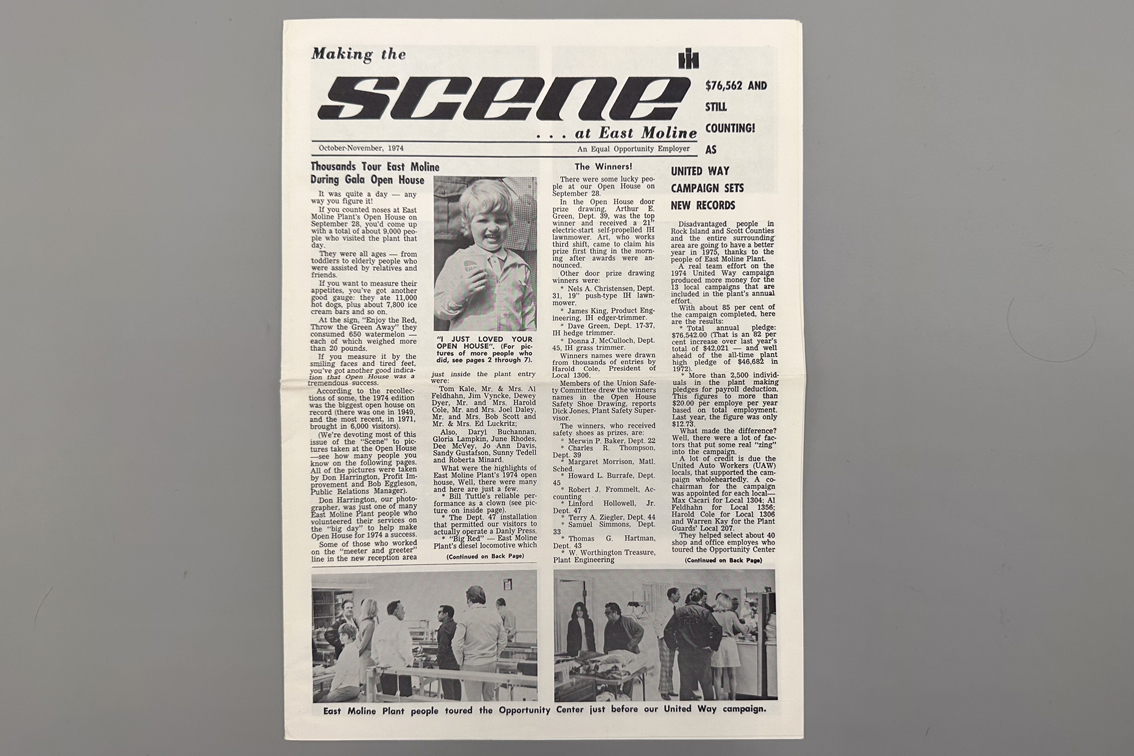 Making the
IH
scene
. . . at East Moline
October-November, 1974
An Equal Opportunity Employer
$76,562 AND
STILL
COUNTING!
AS
UNITED WAY
CAMPAIGN SETS
NEW RECORDS
Thousands Tour East Moline
During Gala Open House
It was quite a day — any
way you figure it!
If you counted noses at East
Moline Plant's Open House on
September 28, you'd come up
with a total of about 9,000 peo-
ple who visited the plant that
day.
They were all ages — from
toddlers to elderly people who
were assisted by relatives and
friends.
If you want to measure their
appetites, you've got another
good gauge: they ate 11,000
hot dogs, plus about 7,800 ice
cream bars and so on.
At the sign, "Enjoy the Red,
Throw the Green Away" they
consumed 650 watermelon —
each of which weighed more
than 20 pounds.
If you measure it by the
smiling faces and tired feet,
you've got another good indica-
tion that Open House was a
tremendous success.
According to the recollec-
tions of some, the 1974 edition
was the biggest open house on
record (there was one in 1949,
and the most recent, in 1971,
brought in 6,000 visitors).
(We're devoting most of this
issue of the "Scene" to pic-
tures taken at the Open House
—see how many people you
know on the following pages.
All of the pictures were taken
by Don Harrington, Profit Im-
provement and Bob Eggleson,
Public Relations Manager).
Don Harrington, our photo-
grapher, was just one of many
East Moline Plant people who
volunteered their services on
the "big day" to help make
Open House for 1974 a success.
Some of those who worked
on the "meeter and greeter"
line in the new reception area
"I JUST LOVED YOUR
OPEN HOUSE". (For pic-
tures of more people who
did, see pages 2 through 7).
just inside the plant entry
were:
Tom Kale, Mr. & Mrs. Al
Feldhahn, Jim Vyncke, Dewey
Dyer, Mr. and Mrs. Harold
Cole, Mr. and Mrs. Joel Daley,
Mr. and Mrs. Bob Scott and
Mr. & Mrs. Ed Luckritz;
Also, Daryl Buchannan,
Gloria Lampkin, June Rhodes,
Dee McVey, Jo Ann Davis,
Sandy Gustafson, Sunny Tedell
and Roberta Minard.
What were the highlights of
East Moline Plant's 1974 open
house, Well, there were many
and here are just a few.
* Bill Tuttle's reliable per-
formance as a clown (see pic-
ture on inside page).
* The Dept. 47 installation
that permitted our visitors to
actually operate a Danly Press.
* "Big Red" — East Moline
Plant's diesel locomotive which
(Continued on Back Page)
The Winners!
There were some lucky peo-
ple at our Open House on
September 28.
In the Open House door
prize drawing, Arthur E.
Green, Dept. 39, was the top
winner and received a 21"
electric-start self-propelled IH
lawnmower. Art, who works
third shift, came to claim his
prize first thing in the morn-
ing after awards were an-
nounced.
Other door prize drawing
winners were:
* Nels A. Christensen, Dept.
31, 19" push-type IH lawn-
mower.
* James King, Product Eng-
ineering, IH edger-trimmer.
* Dave Green, Dept. 17-37,
IH hedge trimmer.
* Donna J. McCulloch, Dept.
45, IH grass trimmer.
Winners names were drawn
from thousands of entries by
Harold Cole, President of
Local 1306.
Members of the Union Safe-
ty Committee drew the winners
names in the Open House
Safety Shoe Drawing, reports
Dick Jones, Plant Safety Super-
visor.
The winners, who received
safety shoes as prizes, are:
* Merwin P. Baker, Dept. 22
* Charles R. Thompson,
Dept. 39
* Margaret Morrison, Matl.
Sched.
* Howard L. Burrafe, Dept.
45
* Robert J. Frommelt, Ac-
counting
* Linford Hollowell, Jr.
Dept. 47
* Terry A. Ziegler, Dept. 44
* Samuel Simmons, Dept.
33
* Thomas G. Hartman,
Dept. 43
* W. Worthington Treasure,
Plant Engineering
Disadvantaged people in
Rock Island and Scott Counties
and the entire surrounding
area are going to have a better
year in 1975, thanks to the
people of East Moline Plant.
A real team effort on the
1974 United Way campaign
produced more money for the
13 local campaigns that are
included in the plant's annual
effort.
With about 85 per cent of
the campaign completed, here
are the results:
* Total annual pledge:
$76,542.00 (That is an 82 per
cent increase over last year's
total of $42,021 — and well
ahead of the all-time plant
high pledge of $46,682 in
1972).
* More than 2,500 individ-
uals in the plant making
pledges for payroll deduction.
This figures to more than
$20.00 per employe per year
based on total employment.
Last year, the figure was only
$12.73.
What made the difference?
Well, there were a lot of fac-
tors that put some real "zing"
into the campaign.
A lot of credit is due the
United Auto Workers (UAW)
locals, that supported the cam-
paign wholeheartedly. A co-
chairman for the campaign
was appointed for each local—
Max Cacari for Local 1304; Al
Feldhahn for Local 1356;
Harold Cole for Local 1306
and Warren Kay for the Plant
Guards' Local 207.
They helped select about 40
shop and office employes who
toured the Opportunity Center
(Continued on Back Page)
East Moline Plant people toured the Opportunity Center just before our United Way campaign.